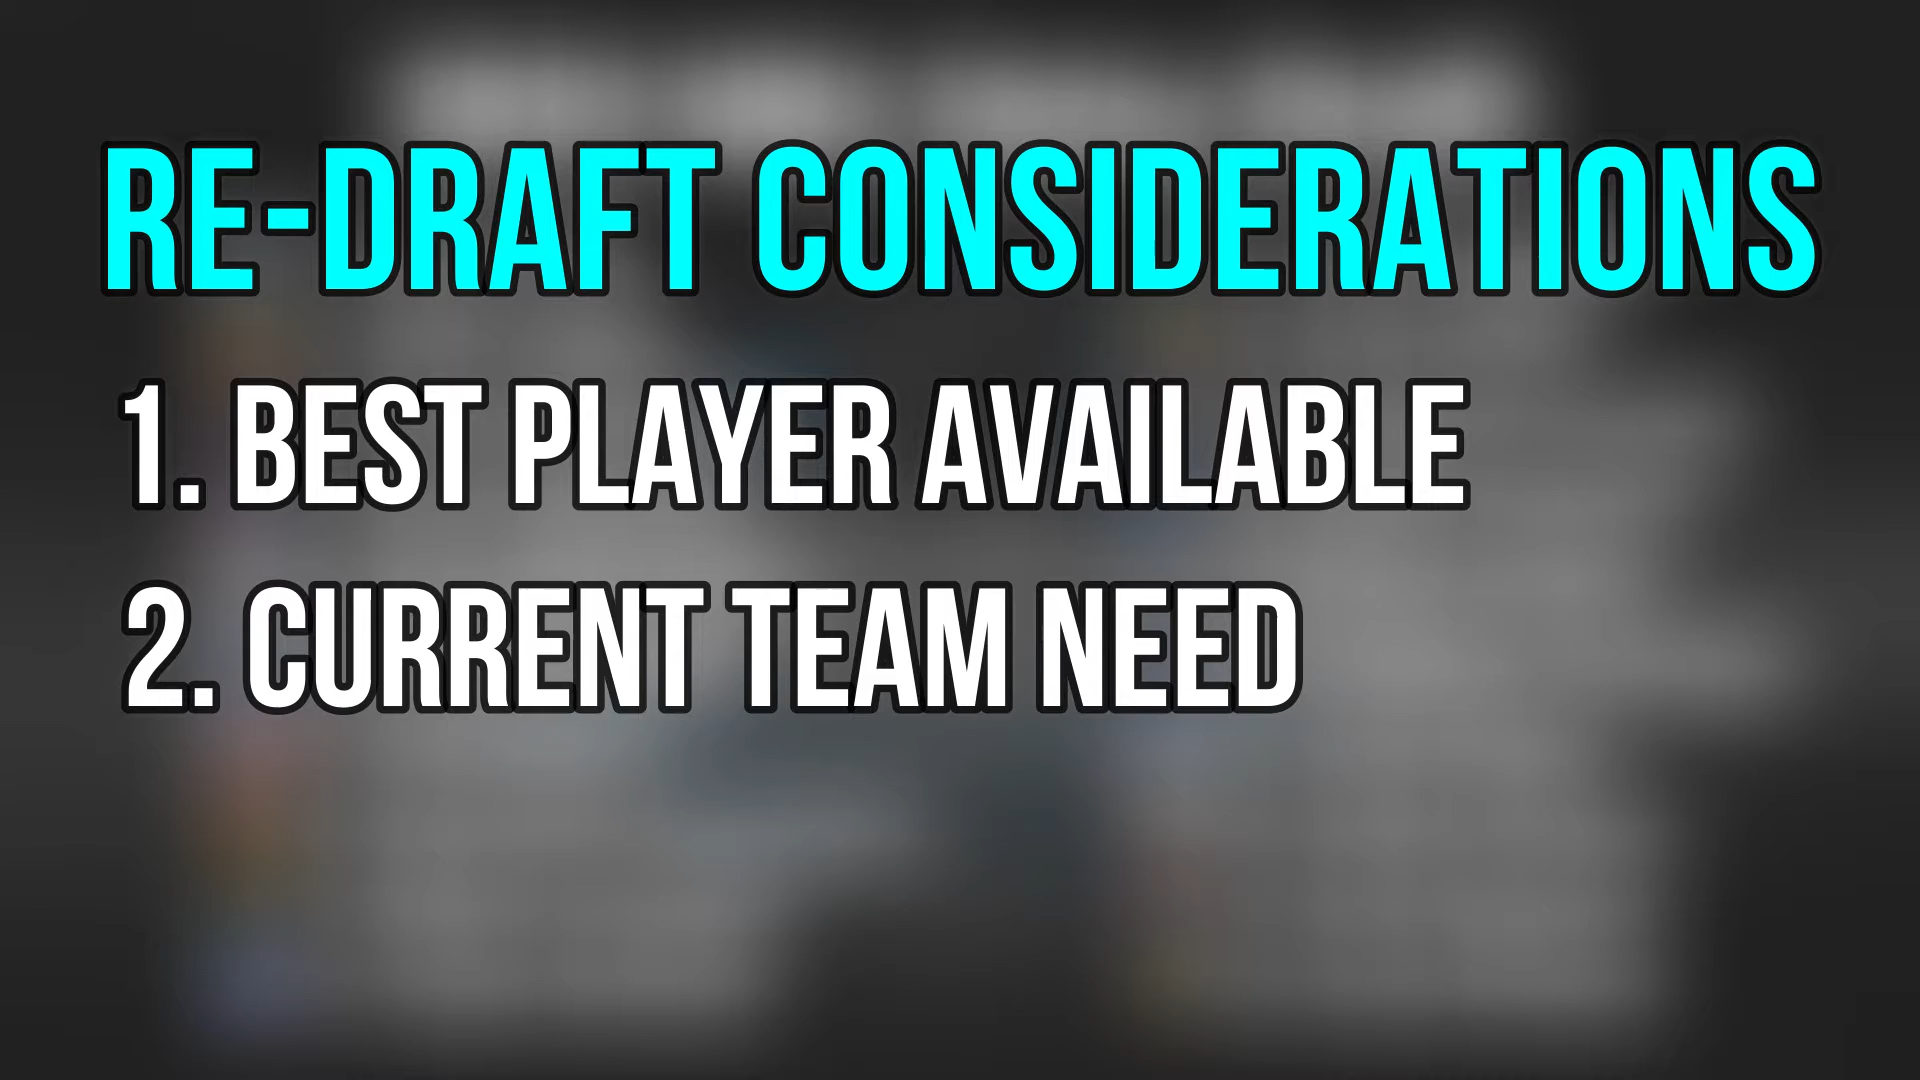 RE-DRAFT CONSIDERATIONS
1. BEST PLAYER AVAILABLE
2. CURRENT TEAM NEED